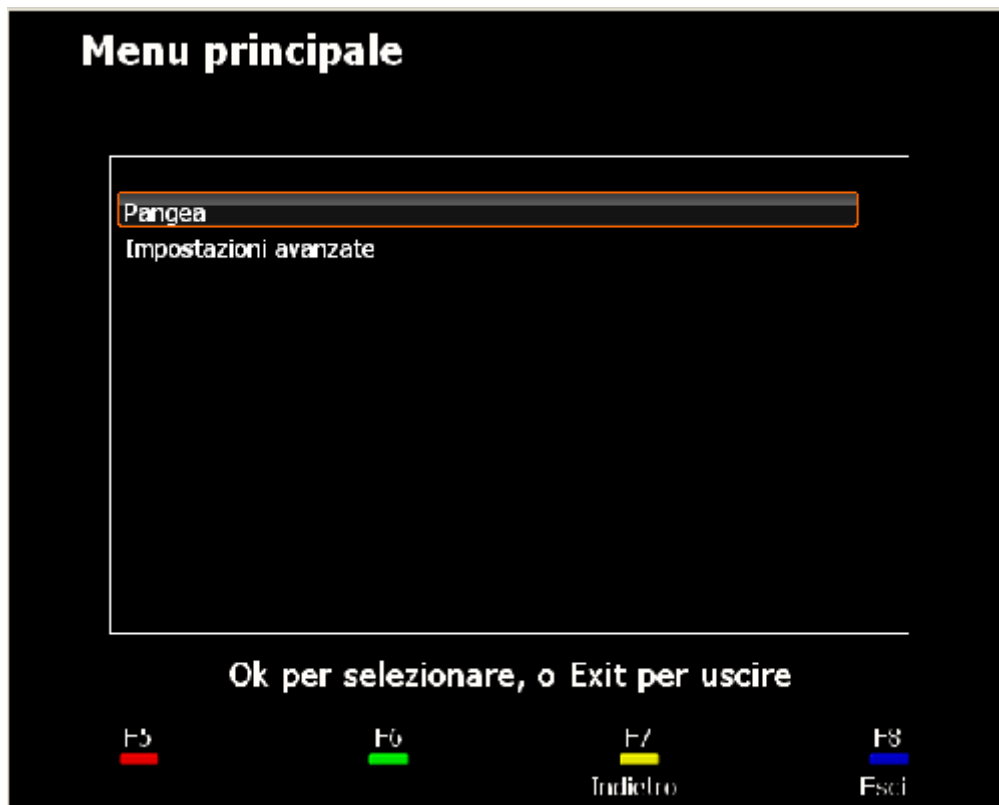 Menu principale
Pangea
Impostazioni avanzate
Ok per selezionare, o Exit per uscire
F5 F6 F7 F8
Indietro Esci